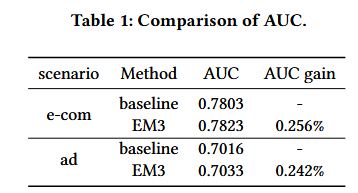 Table 1: Comparison of AUC.
scenario Method AUC AUC gain
baseline 0.7803 -
e-com
EM3 0.7823 0.256%
baseline 0.7016 -
ad
EM3 0.7033 0.242%